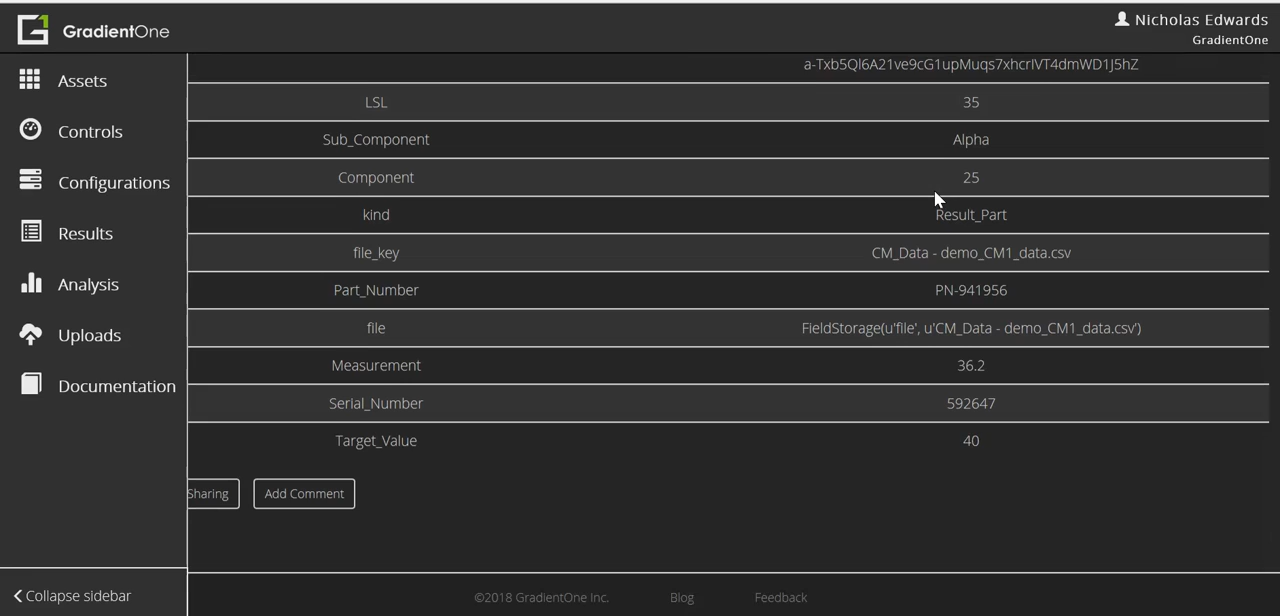 GradientOne
Nicholas Edwards
GradientOne
Assets
Controls
Configurations
Results
Analysis
Uploads
Documentation
Collapse sidebar
a-Txb5Ql6A21ve9cG1upMuqs7xhcrIVT4dmWD1J5hZ
LSL 35
Sub_Component Alpha
Component 25
kind Result_Part
file_key CM_Data - demo_CM1_data.csv
Part_Number PN-941956
file FieldStorage(u'file', u'CM_Data - demo_CM1_data.csv')
Measurement 36.2
Serial_Number 592647
Target_Value 40
Sharing Add Comment
©2018 GradientOne Inc. Blog Feedback